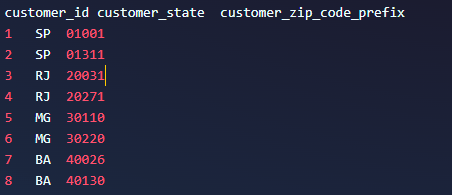 customer_id customer_state customer_zip_code_prefix
1 SP 01001
2 SP 01311
3 RJ 20031
4 RJ 20271
5 MG 30110
6 MG 30220
7 BA 40026
8 BA 40130